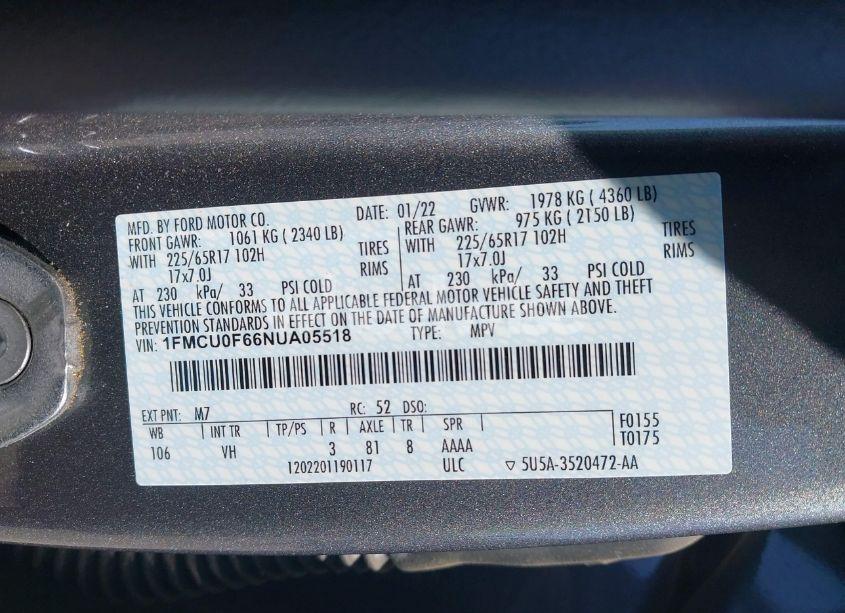 MFD. BY FORD MOTOR CO. DATE: 01/22 GVWR: 1978 KG ( 4360 LB)
FRONT GAWR: 1061 KG ( 2340 LB) REAR GAWR: 975 KG ( 2150 LB)
WITH 225/65R17 102H TIRES WITH 225/65R17 102H TIRES
17x7.0J RIMS 17x7.0J RIMS
AT 230 kPa/ 33 PSI COLD AT 230 kPa/ 33 PSI COLD
THIS VEHICLE CONFORMS TO ALL APPLICABLE FEDERAL MOTOR VEHICLE SAFETY AND THEFT
PREVENTION STANDARDS IN EFFECT ON THE DATE OF MANUFACTURE SHOWN ABOVE.
VIN: 1FMCU0F66NUA05518 TYPE: MPV
EXT PNT: M7 RC: 52 DSO:
WB INT TR TP/PS R AXLE TR SPR F0155
106 VH 3 81 8 AAAA T0175
1202201190117 ULC ▽ 5U5A-3520472-AA